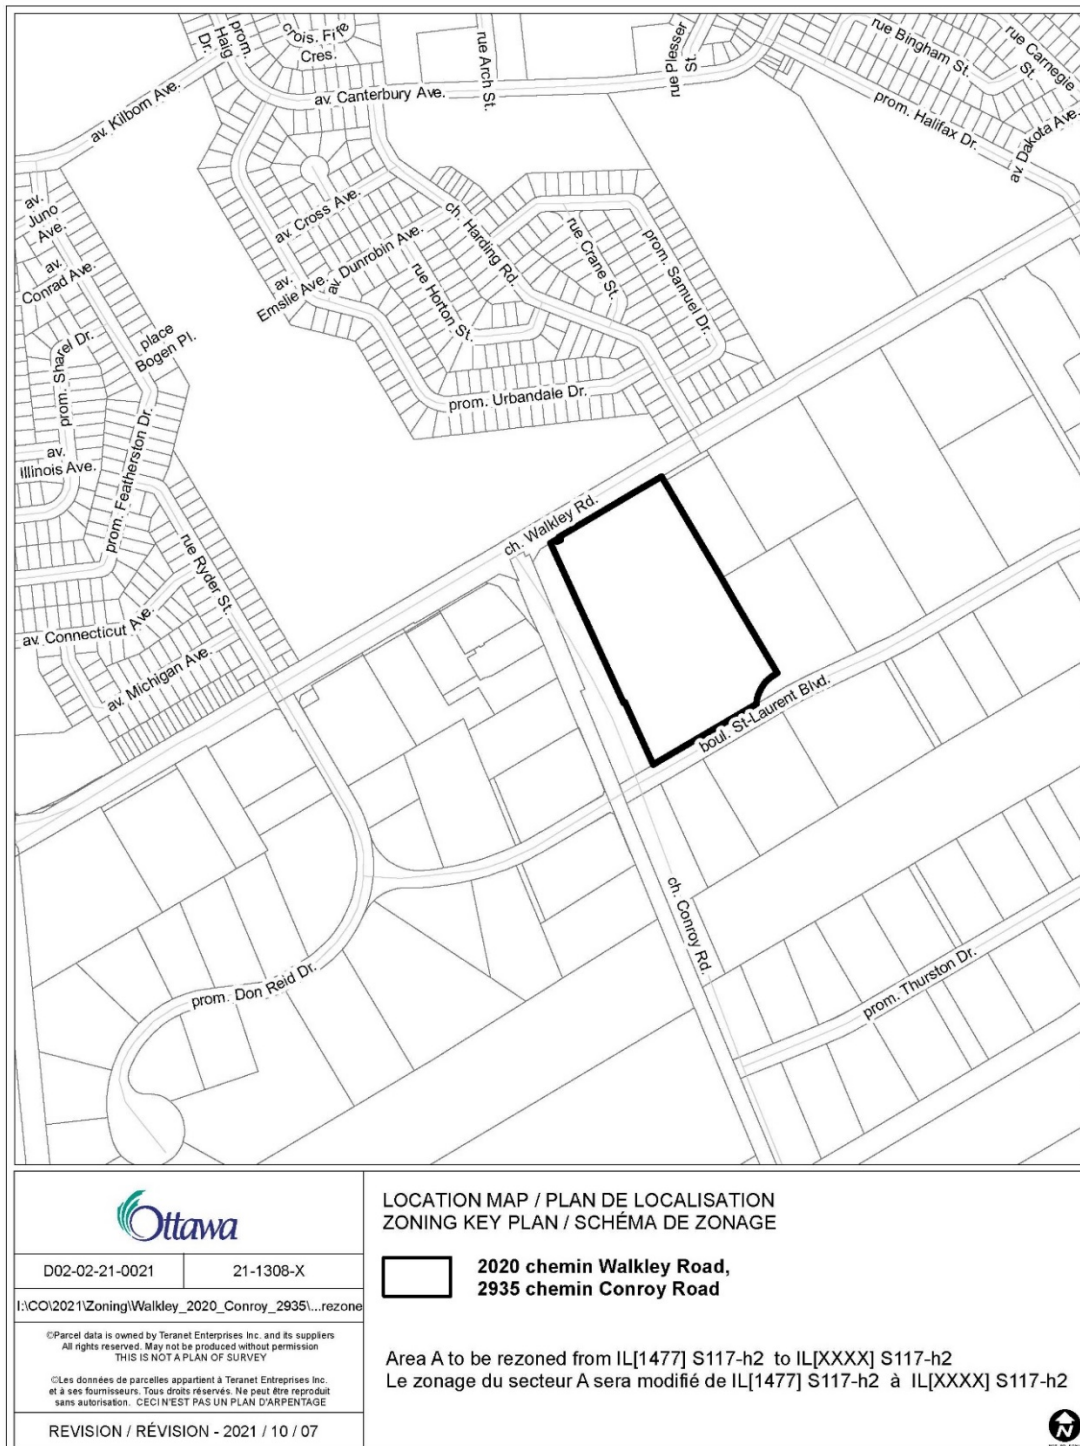 prom.
Haig
Dr.
crois. Fife
Cres.
rue Arch St.
rue Plesser
St.
rue Bingham St.
rue Carnegie
St.
av. Kilborn Ave.
av. Canterbury Ave.
prom. Halifax Dr.
av. Dakota Ave.
av.
Juno
Ave.
av. Cross Ave.
ch. Harding Rd.
av.
Conrad Ave.
av.
Emslie Ave.
av. Dunrobin Ave.
rue Horton St.
rue Crane St.
prom. Samuel Dr.
prom. Sharel Dr.
place
Bogen Pl.
prom. Urbandale Dr.
av.
Illinois Ave.
prom. Featherston Dr.
ch. Walkley Rd.
rue Ryder St.
av. Connecticut Ave.
av. Michigan Ave.
boul. St-Laurent Blvd.
ch. Conroy Rd.
prom. Don Reid Dr.
prom. Thurston Dr.
Ottawa
D02-02-21-0021
21-1308-X
I:\CO\2021\Zoning\Walkley_2020_Conroy_2935\...rezone
©Parcel data is owned by Teranet Enterprises Inc. and its suppliers
All rights reserved. May not be produced without permission
THIS IS NOT A PLAN OF SURVEY
©Les données de parcelles appartient à Teranet Entreprises Inc.
et à ses fournisseurs. Tous droits réservés. Ne peut être reproduit
sans autorisation. CECI N'EST PAS UN PLAN D'ARPENTAGE
REVISION / RÉVISION - 2021 / 10 / 07
LOCATION MAP / PLAN DE LOCALISATION
ZONING KEY PLAN / SCHÉMA DE ZONAGE
2020 chemin Walkley Road,
2935 chemin Conroy Road
Area A to be rezoned from IL[1477] S117-h2 to IL[XXXX] S117-h2
Le zonage du secteur A sera modifié de IL[1477] S117-h2 à IL[XXXX] S117-h2
N